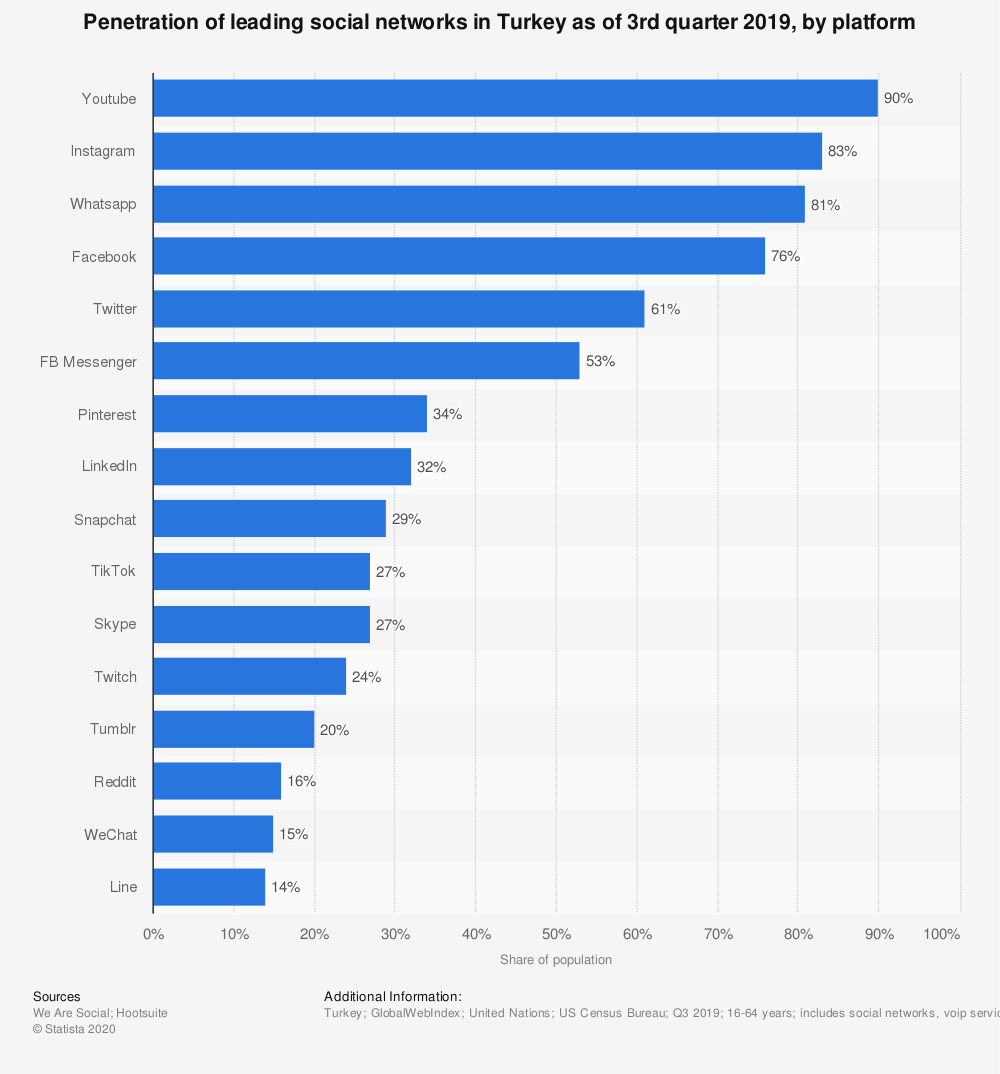 Penetration of leading social networks in Turkey as of 3rd quarter 2019, by platform
Youtube 90%
Instagram 83%
Whatsapp 81%
Facebook 76%
Twitter 61%
FB Messenger 53%
Pinterest 34%
LinkedIn 32%
Snapchat 29%
TikTok 27%
Skype 27%
Twitch 24%
Tumblr 20%
Reddit 16%
WeChat 15%
Line 14%
0% 10% 20% 30% 40% 50% 60% 70% 80% 90% 100%
Share of population
Sources
We Are Social; Hootsuite
© Statista 2020
Additional Information:
Turkey; GlobalWebIndex; United Nations; US Census Bureau; Q3 2019; 16-64 years; includes social networks, voip